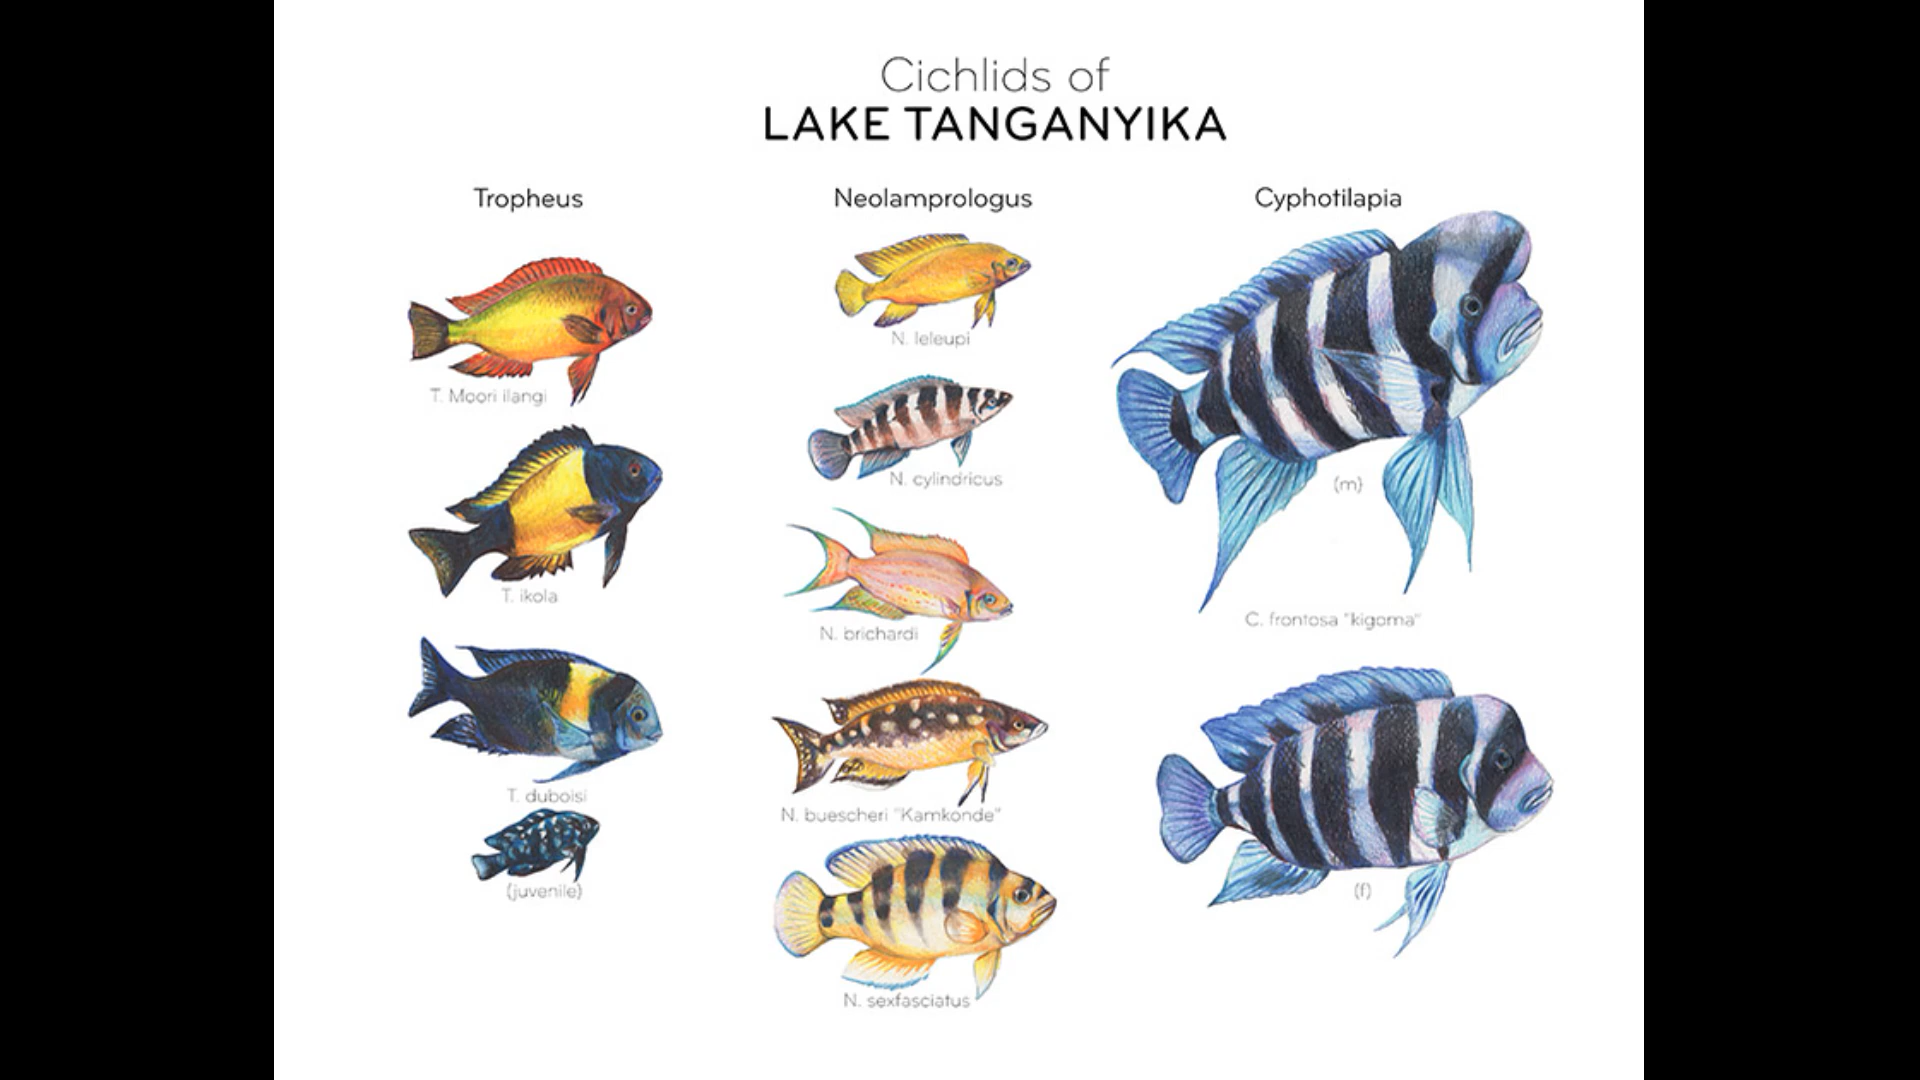 Cichlids of
LAKE TANGANYIKA
Tropheus
T. Moori ilangi
T. ikola
T. duboisi
(juvenile)
Neolamprologus
N. leleupi
N. cylindricus
N. brichardi
N. buescheri "Kamkonde"
N. sexfasciatus
Cyphotilapia
(m)
C. frontosa "kigoma"
(f)